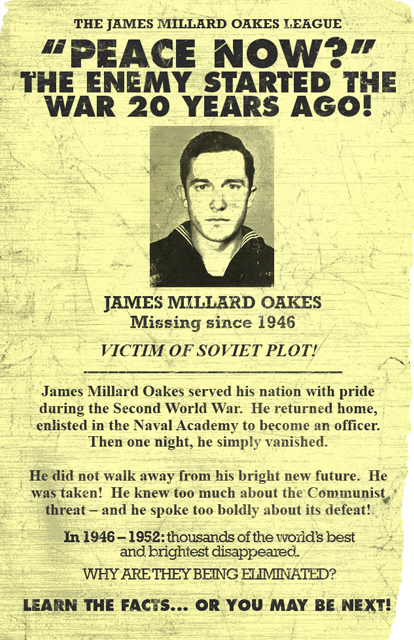 THE JAMES MILLARD OAKES LEAGUE
"PEACE NOW?"
THE ENEMY STARTED THE
WAR 20 YEARS AGO!
JAMES MILLARD OAKES
Missing since 1946
VICTIM OF SOVIET PLOT!
James Millard Oakes served his nation with pride
during the Second World War. He returned home,
enlisted in the Naval Academy to become an officer.
Then one night, he simply vanished.
He did not walk away from his bright new future. He
was taken! He knew too much about the Communist
threat – and he spoke too boldly about its defeat!
In 1946 – 1952: thousands of the world's best
and brightest disappeared.
WHY ARE THEY BEING ELIMINATED?
LEARN THE FACTS... OR YOU MAY BE NEXT!